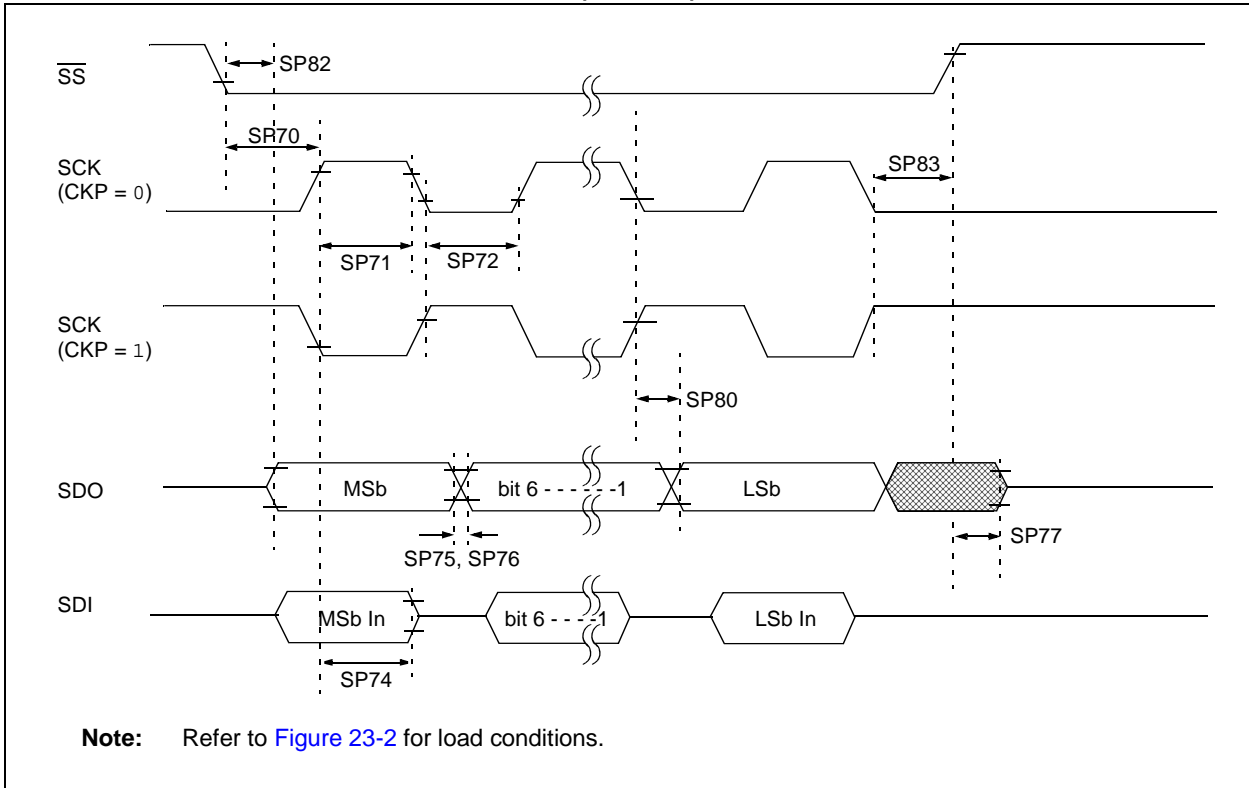 SS
SP82
SP70
SCK
(CKP = 0)
SP83
SP71
SP72
SCK
(CKP = 1)
SP80
SDO
MSb
bit 6 - - - - - -1
LSb
SP77
SP75, SP76
SDI
MSb In
bit 6 - - - -1
LSb In
SP74
Note: Refer to Figure 23-2 for load conditions.